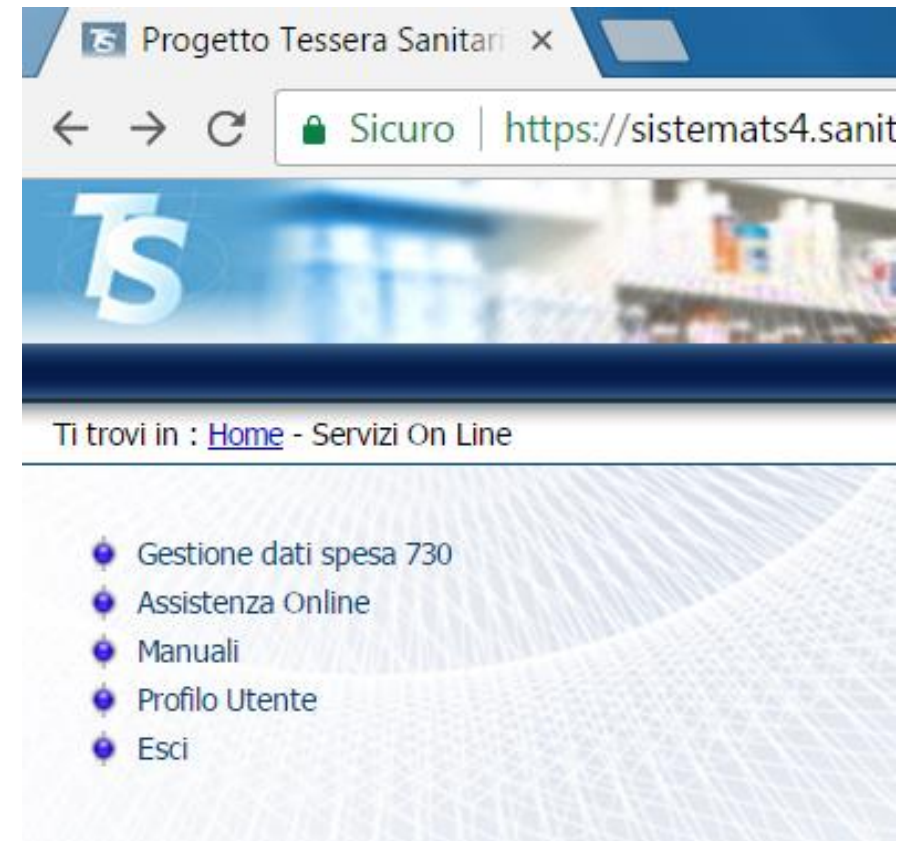 TS Progetto Tessera Sanitari
Sicuro | https://sistemats4.sanit
TS
Ti trovi in : Home - Servizi On Line
Gestione dati spesa 730
Assistenza Online
Manuali
Profilo Utente
Esci